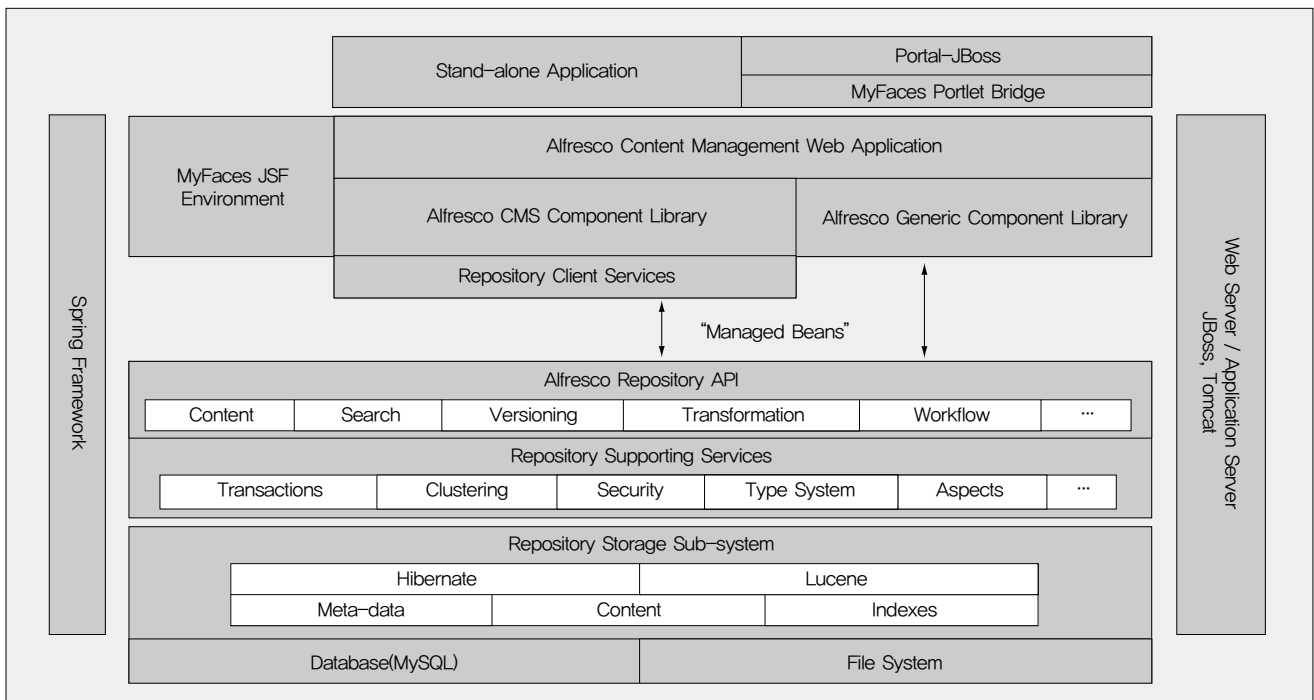 Stand-alone Application
Portal-JBoss
MyFaces Portlet Bridge
Spring Framework
MyFaces JSF
Environment
Alfresco Content Management Web Application
Alfresco CMS Component Library
Alfresco Generic Component Library
Repository Client Services
Web Server / Application Server
JBoss, Tomcat
“Managed Beans”
Alfresco Repository API
Content
Search
Versioning
Transformation
Workflow
…
Repository Supporting Services
Transactions
Clustering
Security
Type System
Aspects
…
Repository Storage Sub-system
Hibernate
Lucene
Meta-data
Content
Indexes
Database(MySQL)
File System